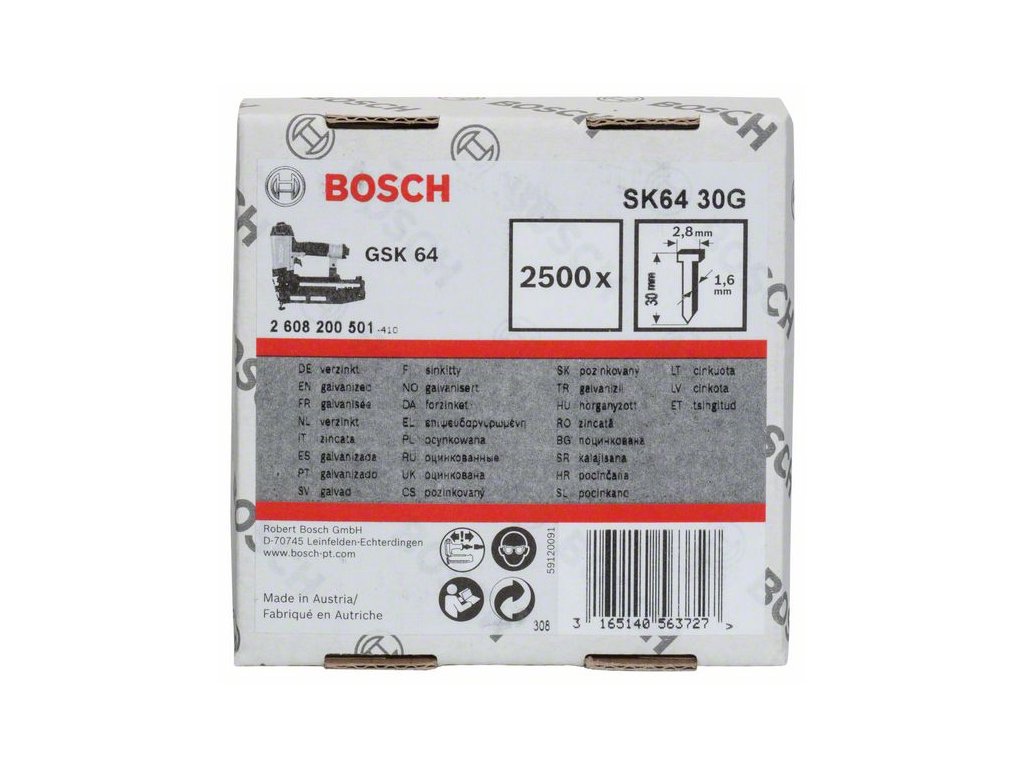 BOSCH
SK64 30G
GSK 64
2500 x
2,8 mm
30 mm
1,6 mm
2 608 200 501 -410
DE verzinkt
EN galvanized
FR galvanisée
NL verzinkt
IT zincata
ES galvanizada
PT galvanizado
SV galvad
F sinkitty
NO galvanisert
DA forzinket
EL επιψευδαργυρωμένη
PL ocynkowana
RU оцинкованные
UK оцинкована
CS pozinkovaný
SK pozinkovaný
TR galvanizli
HU horganyzott
RO zincată
BG поцинкована
SR kalajisana
HR pocinčana
SL pocinkano
LT cinkuota
LV cinkota
ET tsingitud
Robert Bosch GmbH
D-70745 Leinfelden-Echterdingen
www.bosch-pt.com
Made in Austria/
Fabriqué en Autriche
59120091
308
3 165140 563727 >